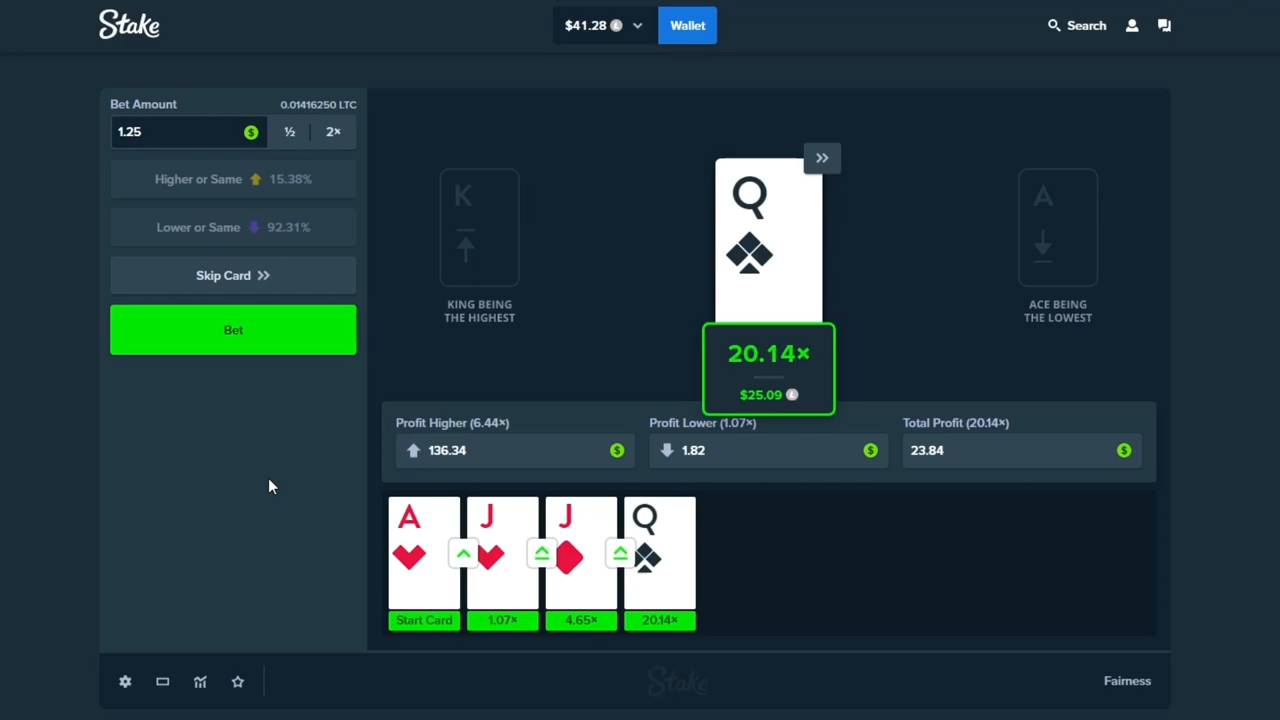 Stake
$41.28
Wallet
Search
Bet Amount
0.01416250 LTC
1.25
½
2×
Higher or Same 15.38%
Lower or Same 92.31%
Skip Card
Bet
K
KING BEING
THE HIGHEST
Q
20.14×
$25.09
A
ACE BEING
THE LOWEST
Profit Higher (6.44×)
136.34
Profit Lower (1.07×)
1.82
Total Profit (20.14×)
23.84
A
J
J
Q
Start Card
1.07×
4.65×
20.14×
Stake
Fairness